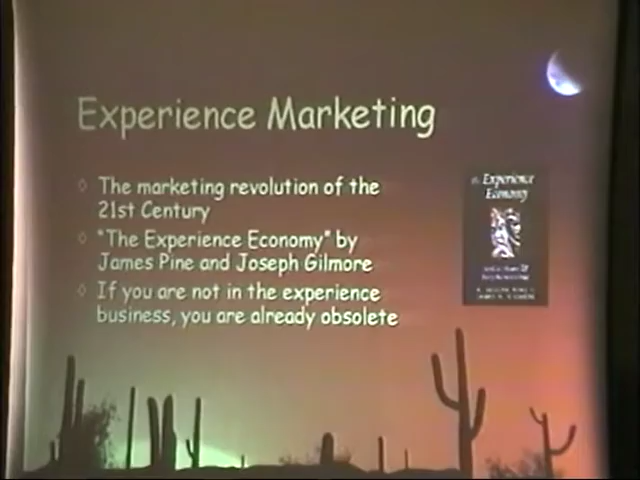 Experience Marketing
The marketing revolution of the
21st Century
"The Experience Economy" by
James Pine and Joseph Gilmore
If you are not in the experience
business, you are already obsolete
Experience
Economy